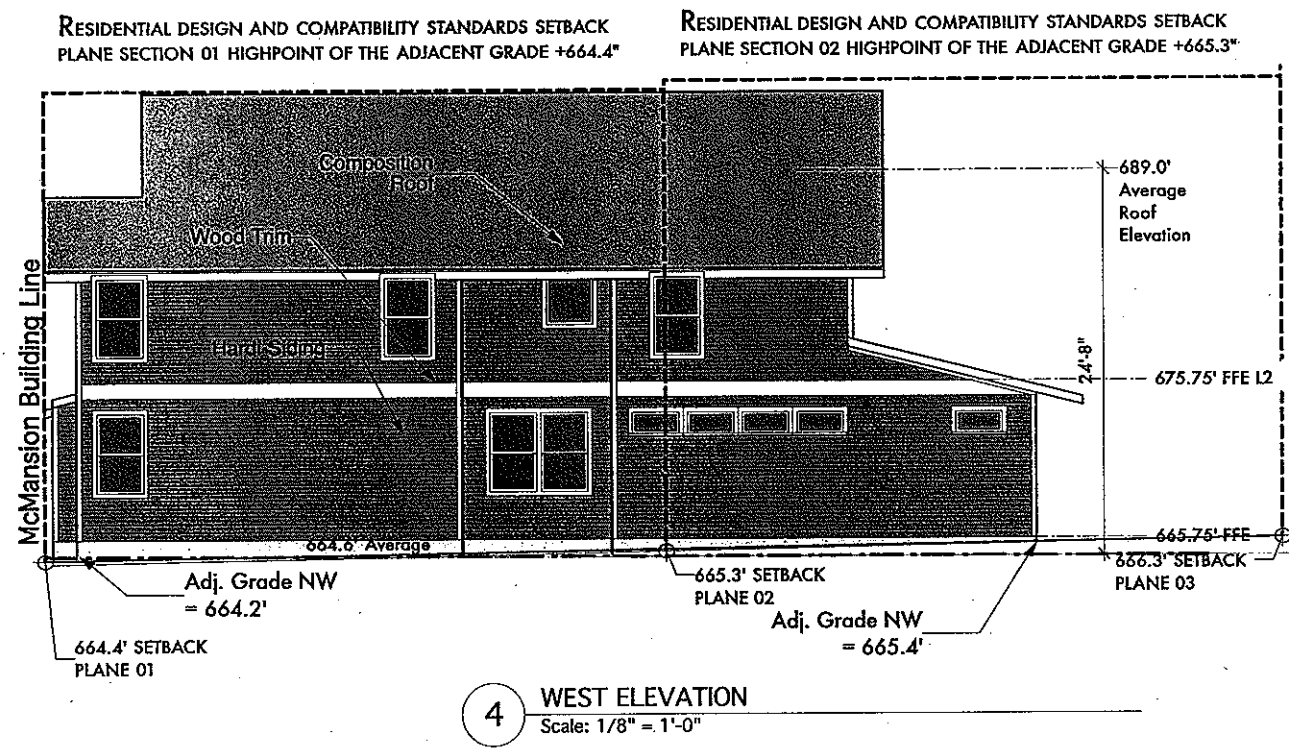 RESIDENTIAL DESIGN AND COMPATIBILITY STANDARDS SETBACK
PLANE SECTION 01 HIGHPOINT OF THE ADJACENT GRADE +664.4"
RESIDENTIAL DESIGN AND COMPATIBILITY STANDARDS SETBACK
PLANE SECTION 02 HIGHPOINT OF THE ADJACENT GRADE +665.3"
Composition
Roof
689.0'
Average
Roof
Elevation
Wood Trim
McMansion Building Line
Hardi Siding
24'-8"
675.75' FFE L2
664.6' Average
665.75' FFE
Adj. Grade NW
= 664.2'
665.3' SETBACK
PLANE 02
666.3' SETBACK
PLANE 03
Adj. Grade NW
= 665.4'
664.4' SETBACK
PLANE 01
4
WEST ELEVATION
Scale: 1/8" = 1'-0"